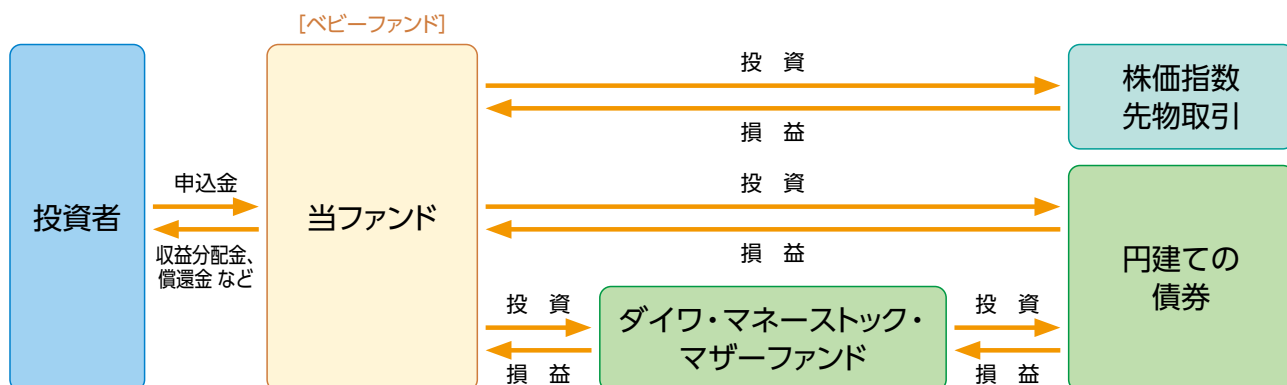 [ベビーファンド]
投資者
申込金
収益分配金、
償還金 など
当ファンド
投 資
損 益
株価指数
先物取引
投 資
損 益
円建ての
債券
投 資
損 益
ダイワ・マネーストック・
マザーファンド
投 資
損 益